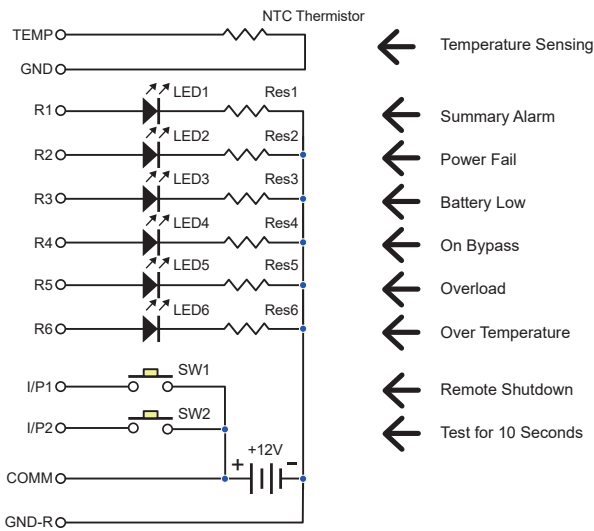 NTC Thermistor
TEMP
Temperature Sensing
GND
R1 LED1 Res1 Summary Alarm
R2 LED2 Res2 Power Fail
R3 LED3 Res3 Battery Low
R4 LED4 Res4 On Bypass
R5 LED5 Res5 Overload
R6 LED6 Res6 Over Temperature
I/P1 SW1 Remote Shutdown
I/P2 SW2 Test for 10 Seconds
+12V
+ -
COMM
GND-R